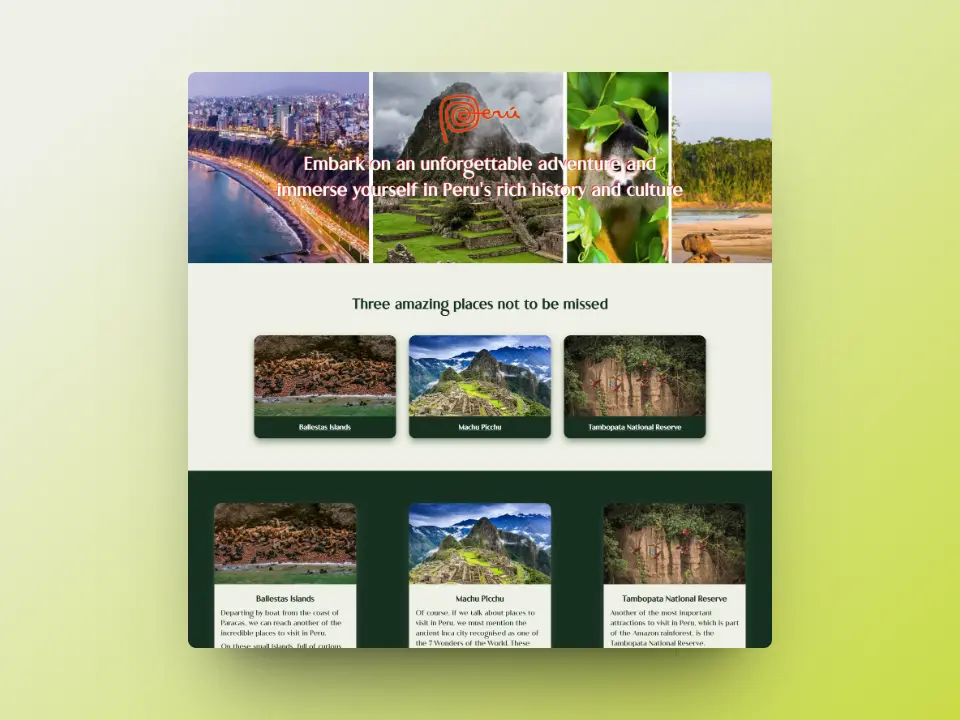 Perú
Embark on an unforgettable adventure and
immerse yourself in Peru's rich history and culture
Three amazing places not to be missed
Ballestas Islands
Machu Picchu
Tambopata National Reserve
Ballestas Islands
Departing by boat from the coast of
Paracas, we can reach another of the
incredible places to visit in Peru.
On these small islands, full of curious
Machu Picchu
Of course, if we talk about places to
visit in Peru, we must mention the
ancient Inca city recognised as one of
the 7 Wonders of the World. These
Tambopata National Reserve
Another of the most important
attractions to visit in Peru, which is part
of the Amazon rainforest, is the
Tambopata National Reserve.